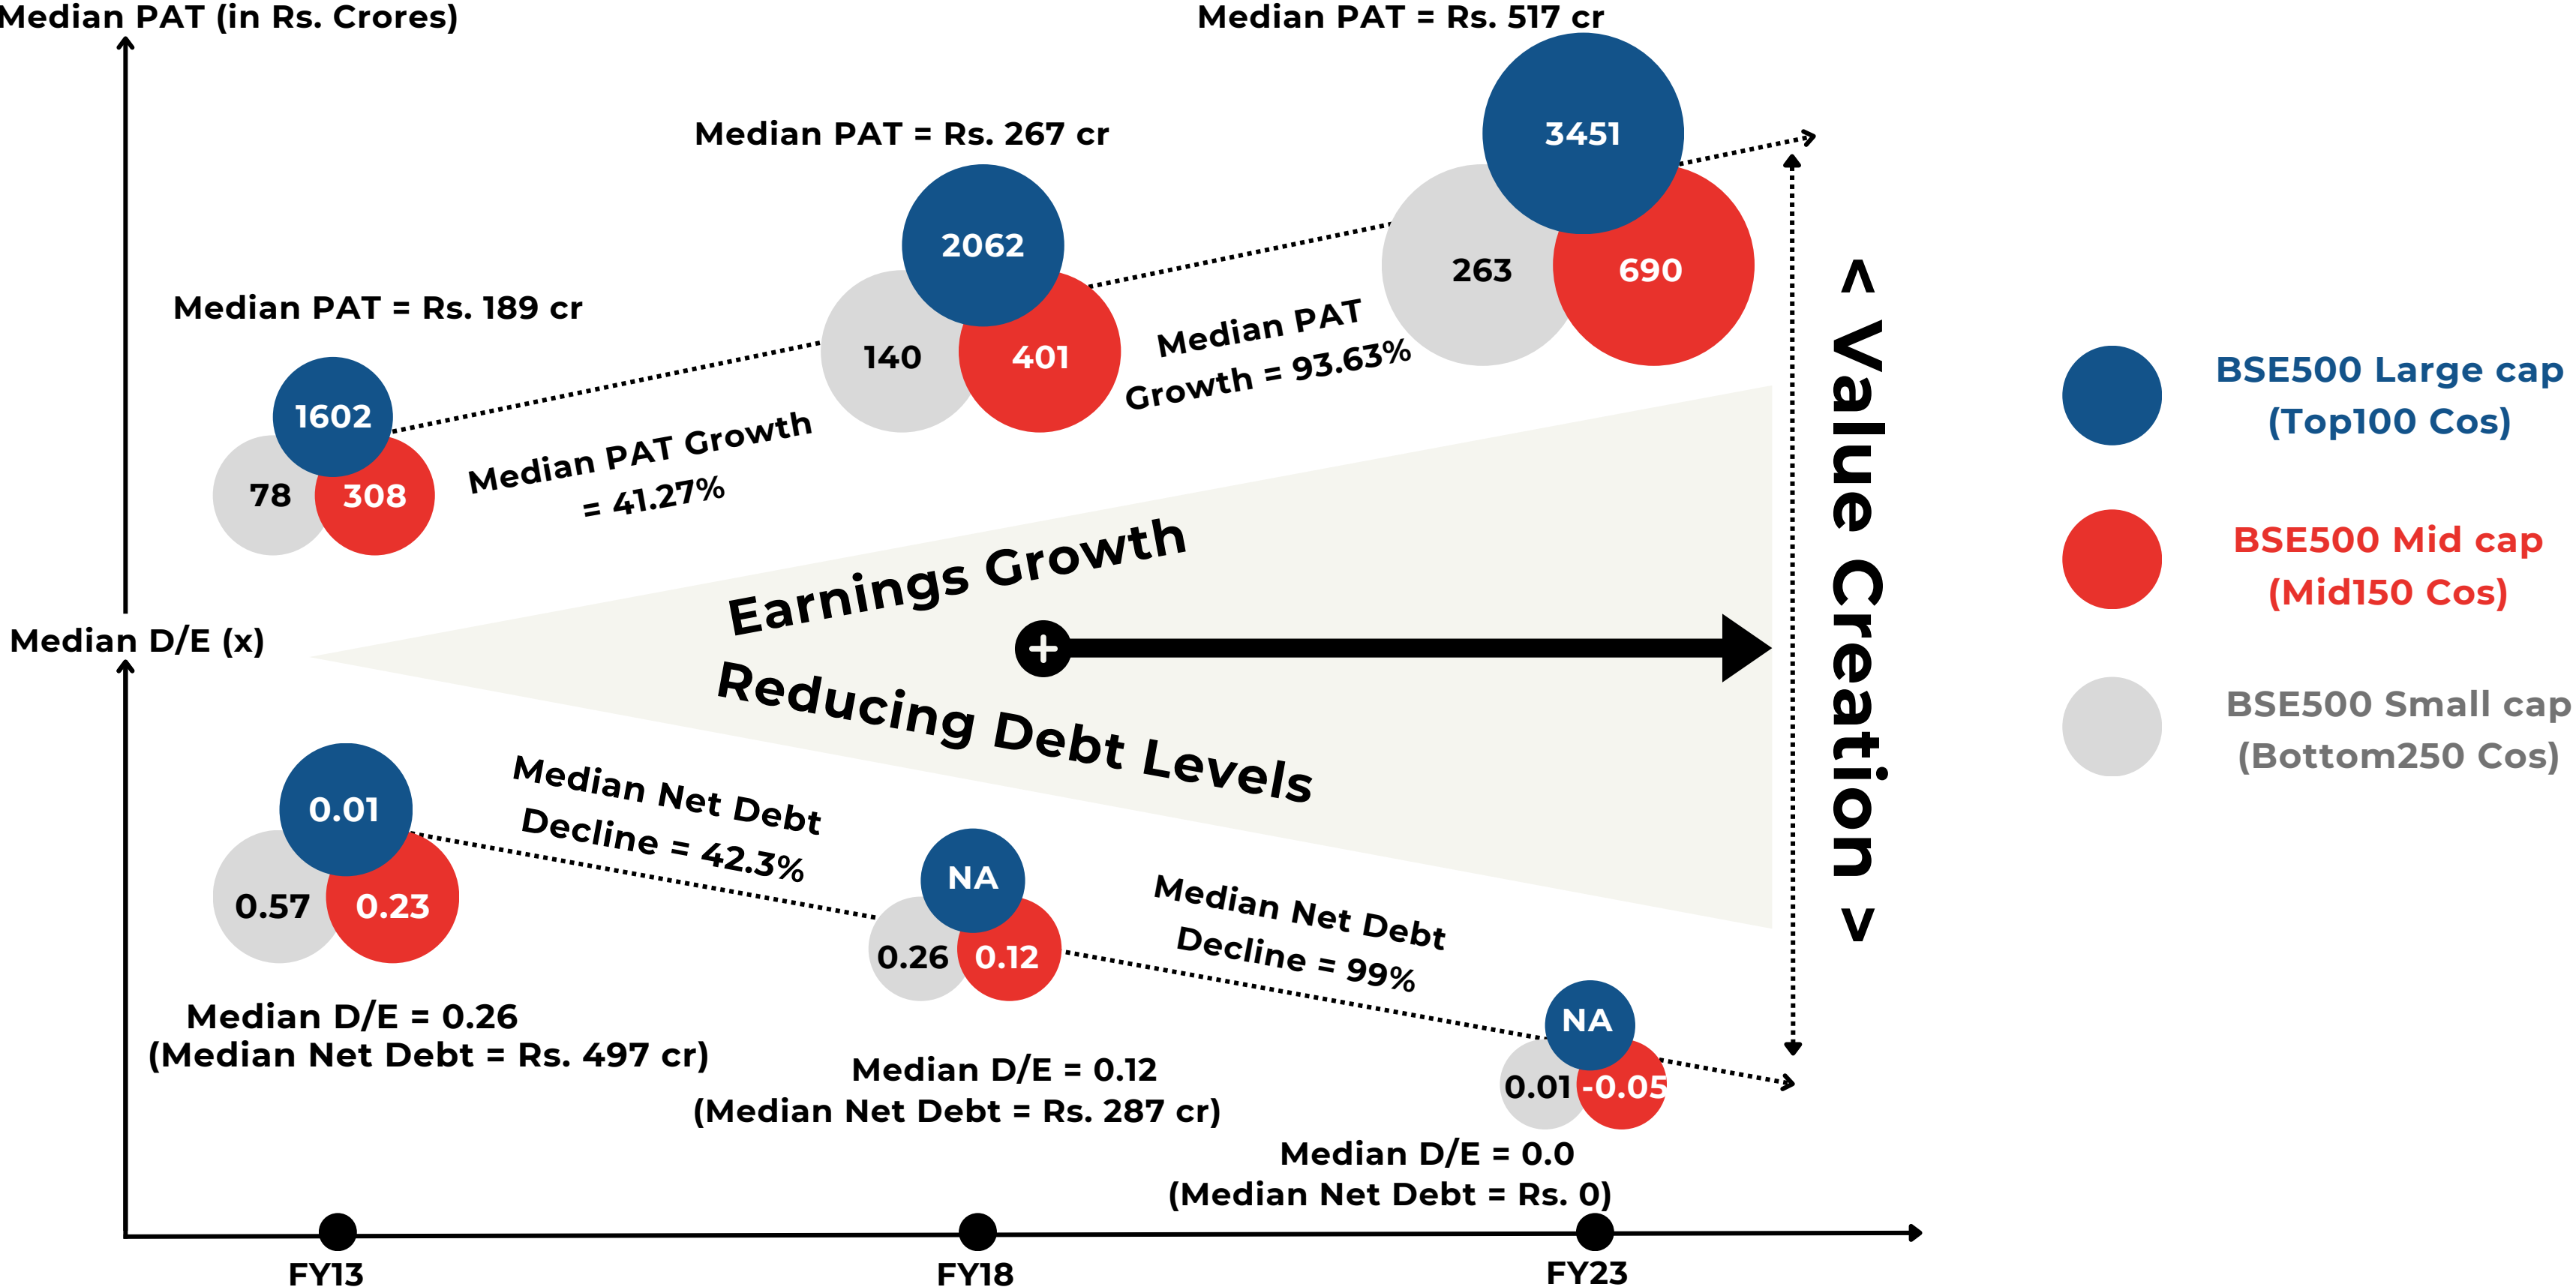 Median PAT (in Rs. Crores)
Median PAT = Rs. 517 cr
3451
263
690
Median PAT = Rs. 267 cr
2062
140
401
Median PAT
Growth = 93.63%
Median PAT = Rs. 189 cr
1602
78
308
Median PAT Growth
= 41.27%
Earnings Growth
+
Reducing Debt Levels
< Value Creation >
BSE500 Large cap
(Top100 Cos)
BSE500 Mid cap
(Mid150 Cos)
BSE500 Small cap
(Bottom250 Cos)
Median D/E (x)
0.01
0.57
0.23
Median Net Debt
Decline = 42.3%
NA
0.26
0.12
Median Net Debt
Decline = 99%
NA
0.01
-0.05
Median D/E = 0.26
(Median Net Debt = Rs. 497 cr)
Median D/E = 0.12
(Median Net Debt = Rs. 287 cr)
Median D/E = 0.0
(Median Net Debt = Rs. 0)
FY13
FY18
FY23